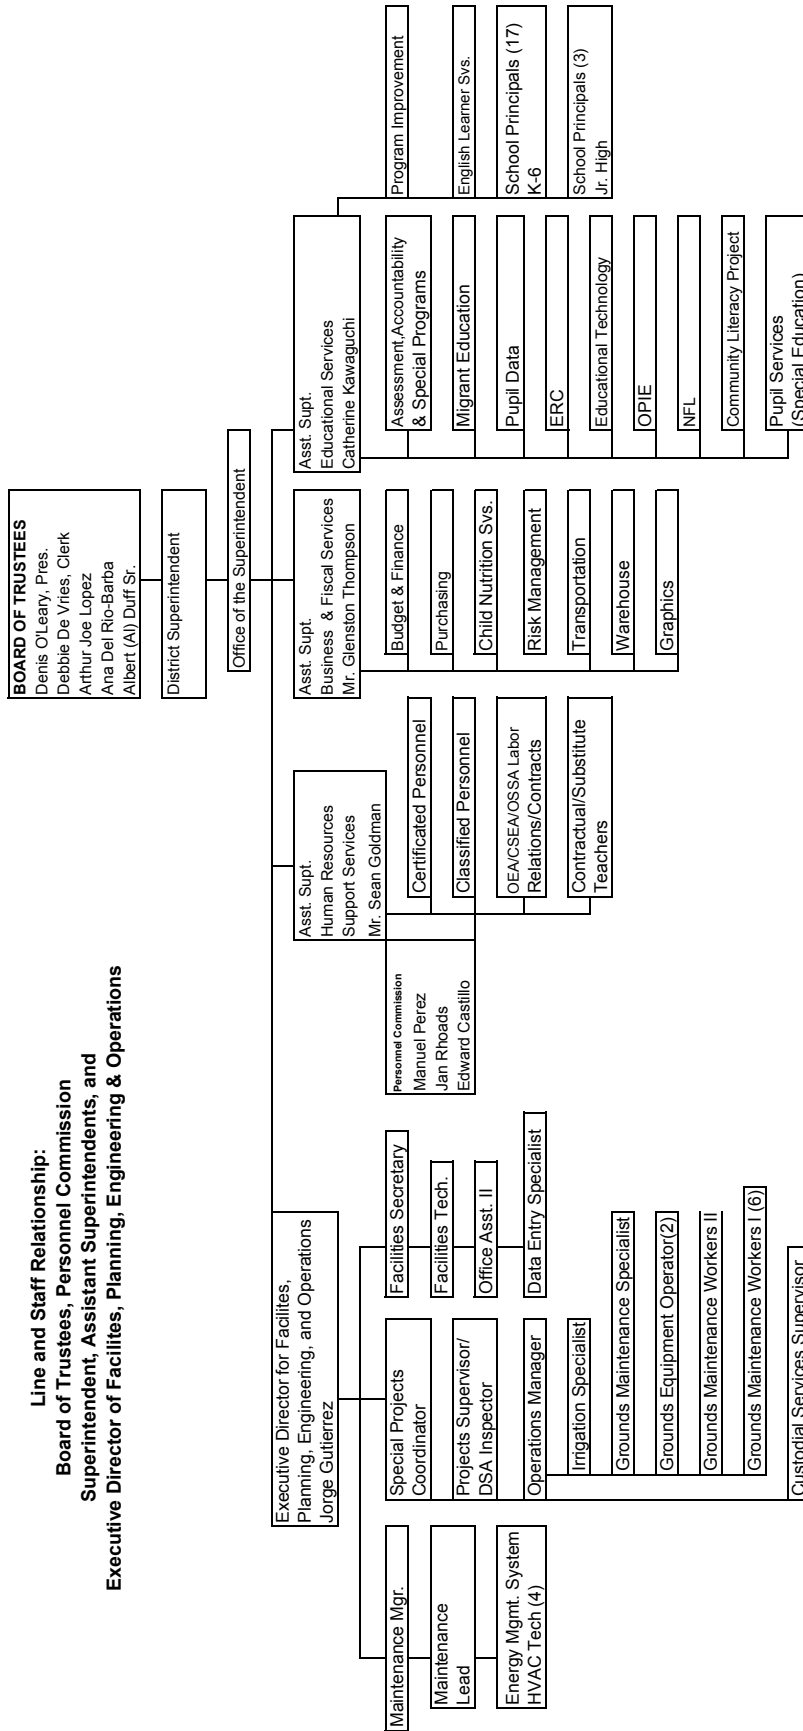 Line and Staff Relationship:
Board of Trustees, Personnel Commission
Superintendent, Assistant Superintendents, and
Executive Director of Facilites, Planning, Engineering & Operations
BOARD OF TRUSTEES
Denis O'Leary, Pres.
Debbie De Vries, Clerk
Arthur Joe Lopez
Ana Del Rio-Barba
Albert (Al) Duff Sr.
District Superintendent
Office of the Superintendent
Executive Director for Facilites,
Planning, Engineering, and Operations
Jorge Gutierrez
Maintenance Mgr.
Maintenance
Lead
Energy Mgmt. System
HVAC Tech (4)
Special Projects
Coordinator
Projects Supervisor/
DSA Inspector
Operations Manager
Irrigation Specialist
Grounds Maintenance Specialist
Grounds Equipment Operator(2)
Grounds Maintenance Workers II
Grounds Maintenance Workers I (6)
Custodial Services Supervisor
Facilities Secretary
Facilities Tech.
Office Asst. II
Data Entry Specialist
Asst. Supt.
Human Resources
Support Services
Mr. Sean Goldman
Personnel Commission
Manuel Perez
Jan Rhoads
Edward Castillo
Certificated Personnel
Classified Personnel
OEA/CSEA/OSSA Labor
Relations/Contracts
Contractual/Substitute
Teachers
Asst. Supt.
Business & Fiscal Services
Mr. Glenston Thompson
Budget & Finance
Purchasing
Child Nutrition Svs.
Risk Management
Transportation
Warehouse
Graphics
Asst. Supt.
Educational Services
Catherine Kawaguchi
Assessment,Accountability
& Special Programs
Migrant Education
Pupil Data
ERC
Educational Technology
OPIE
NFL
Community Literacy Project
Pupil Services
(Special Education)
Program Improvement
English Learner Svs.
School Principals (17)
K-6
School Principals (3)
Jr. High